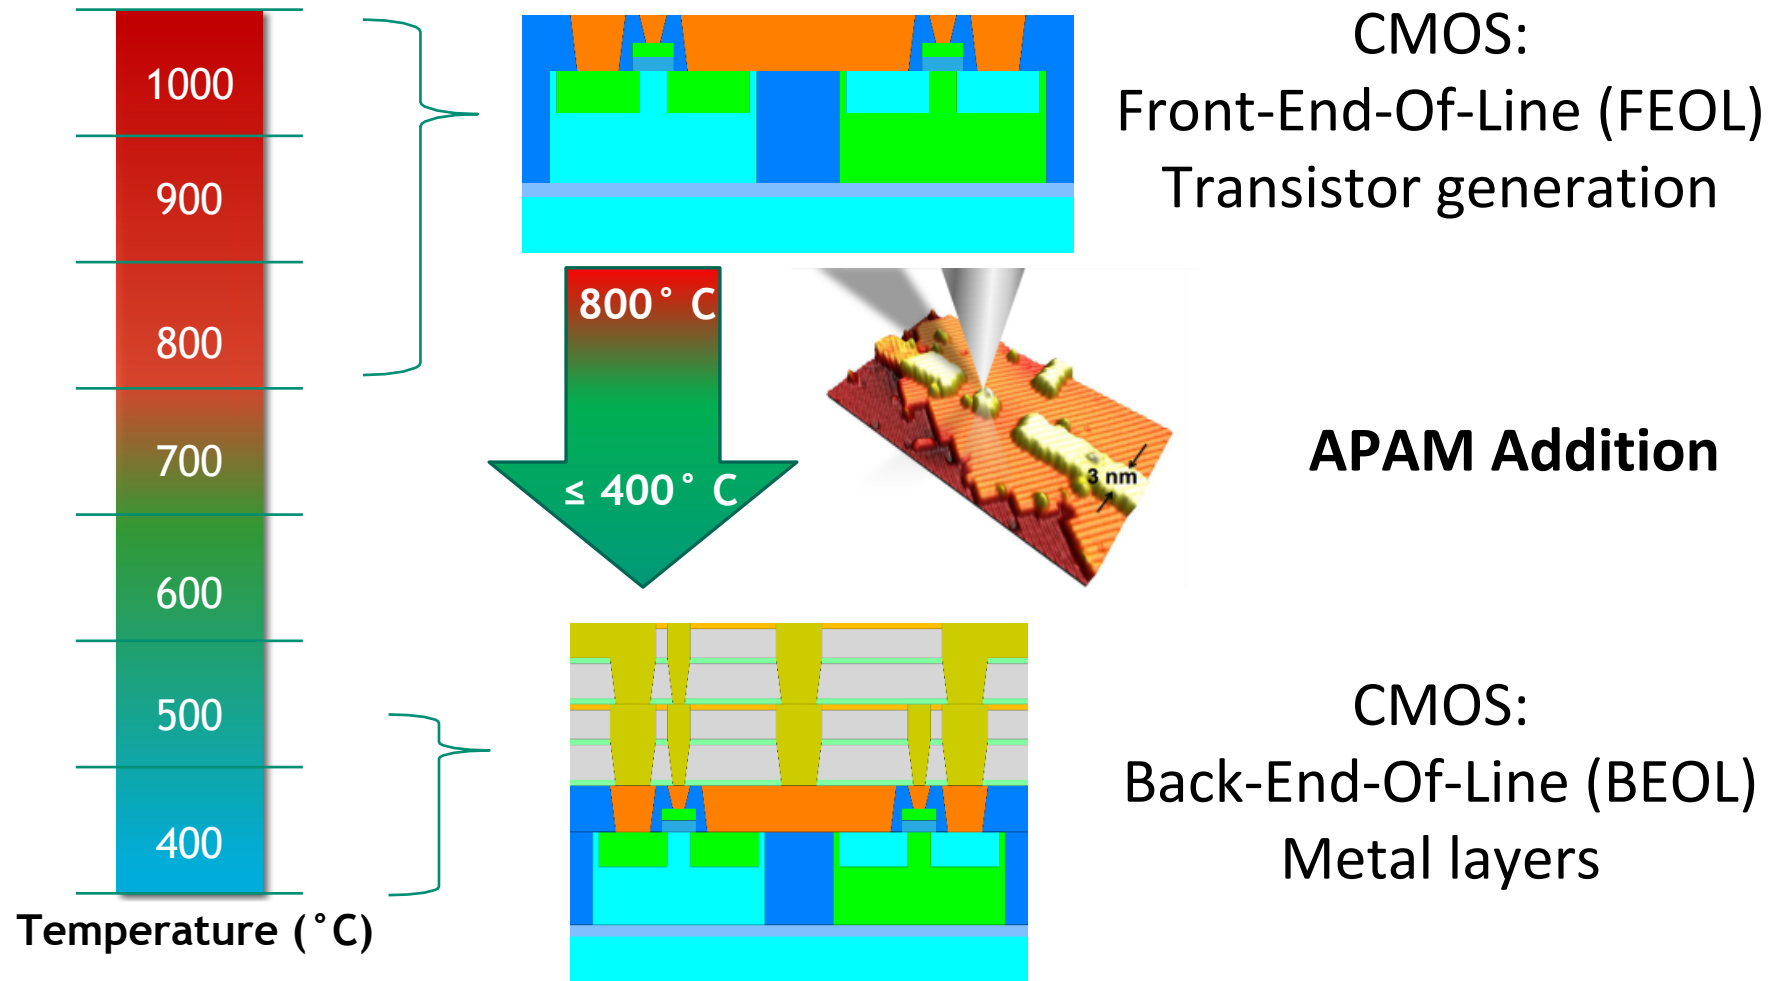 1000
900
800
700
600
500
400
Temperature (°C)
CMOS:
Front-End-Of-Line (FEOL)
Transistor generation
800° C
≤ 400° C
3 nm
APAM Addition
CMOS:
Back-End-Of-Line (BEOL)
Metal layers